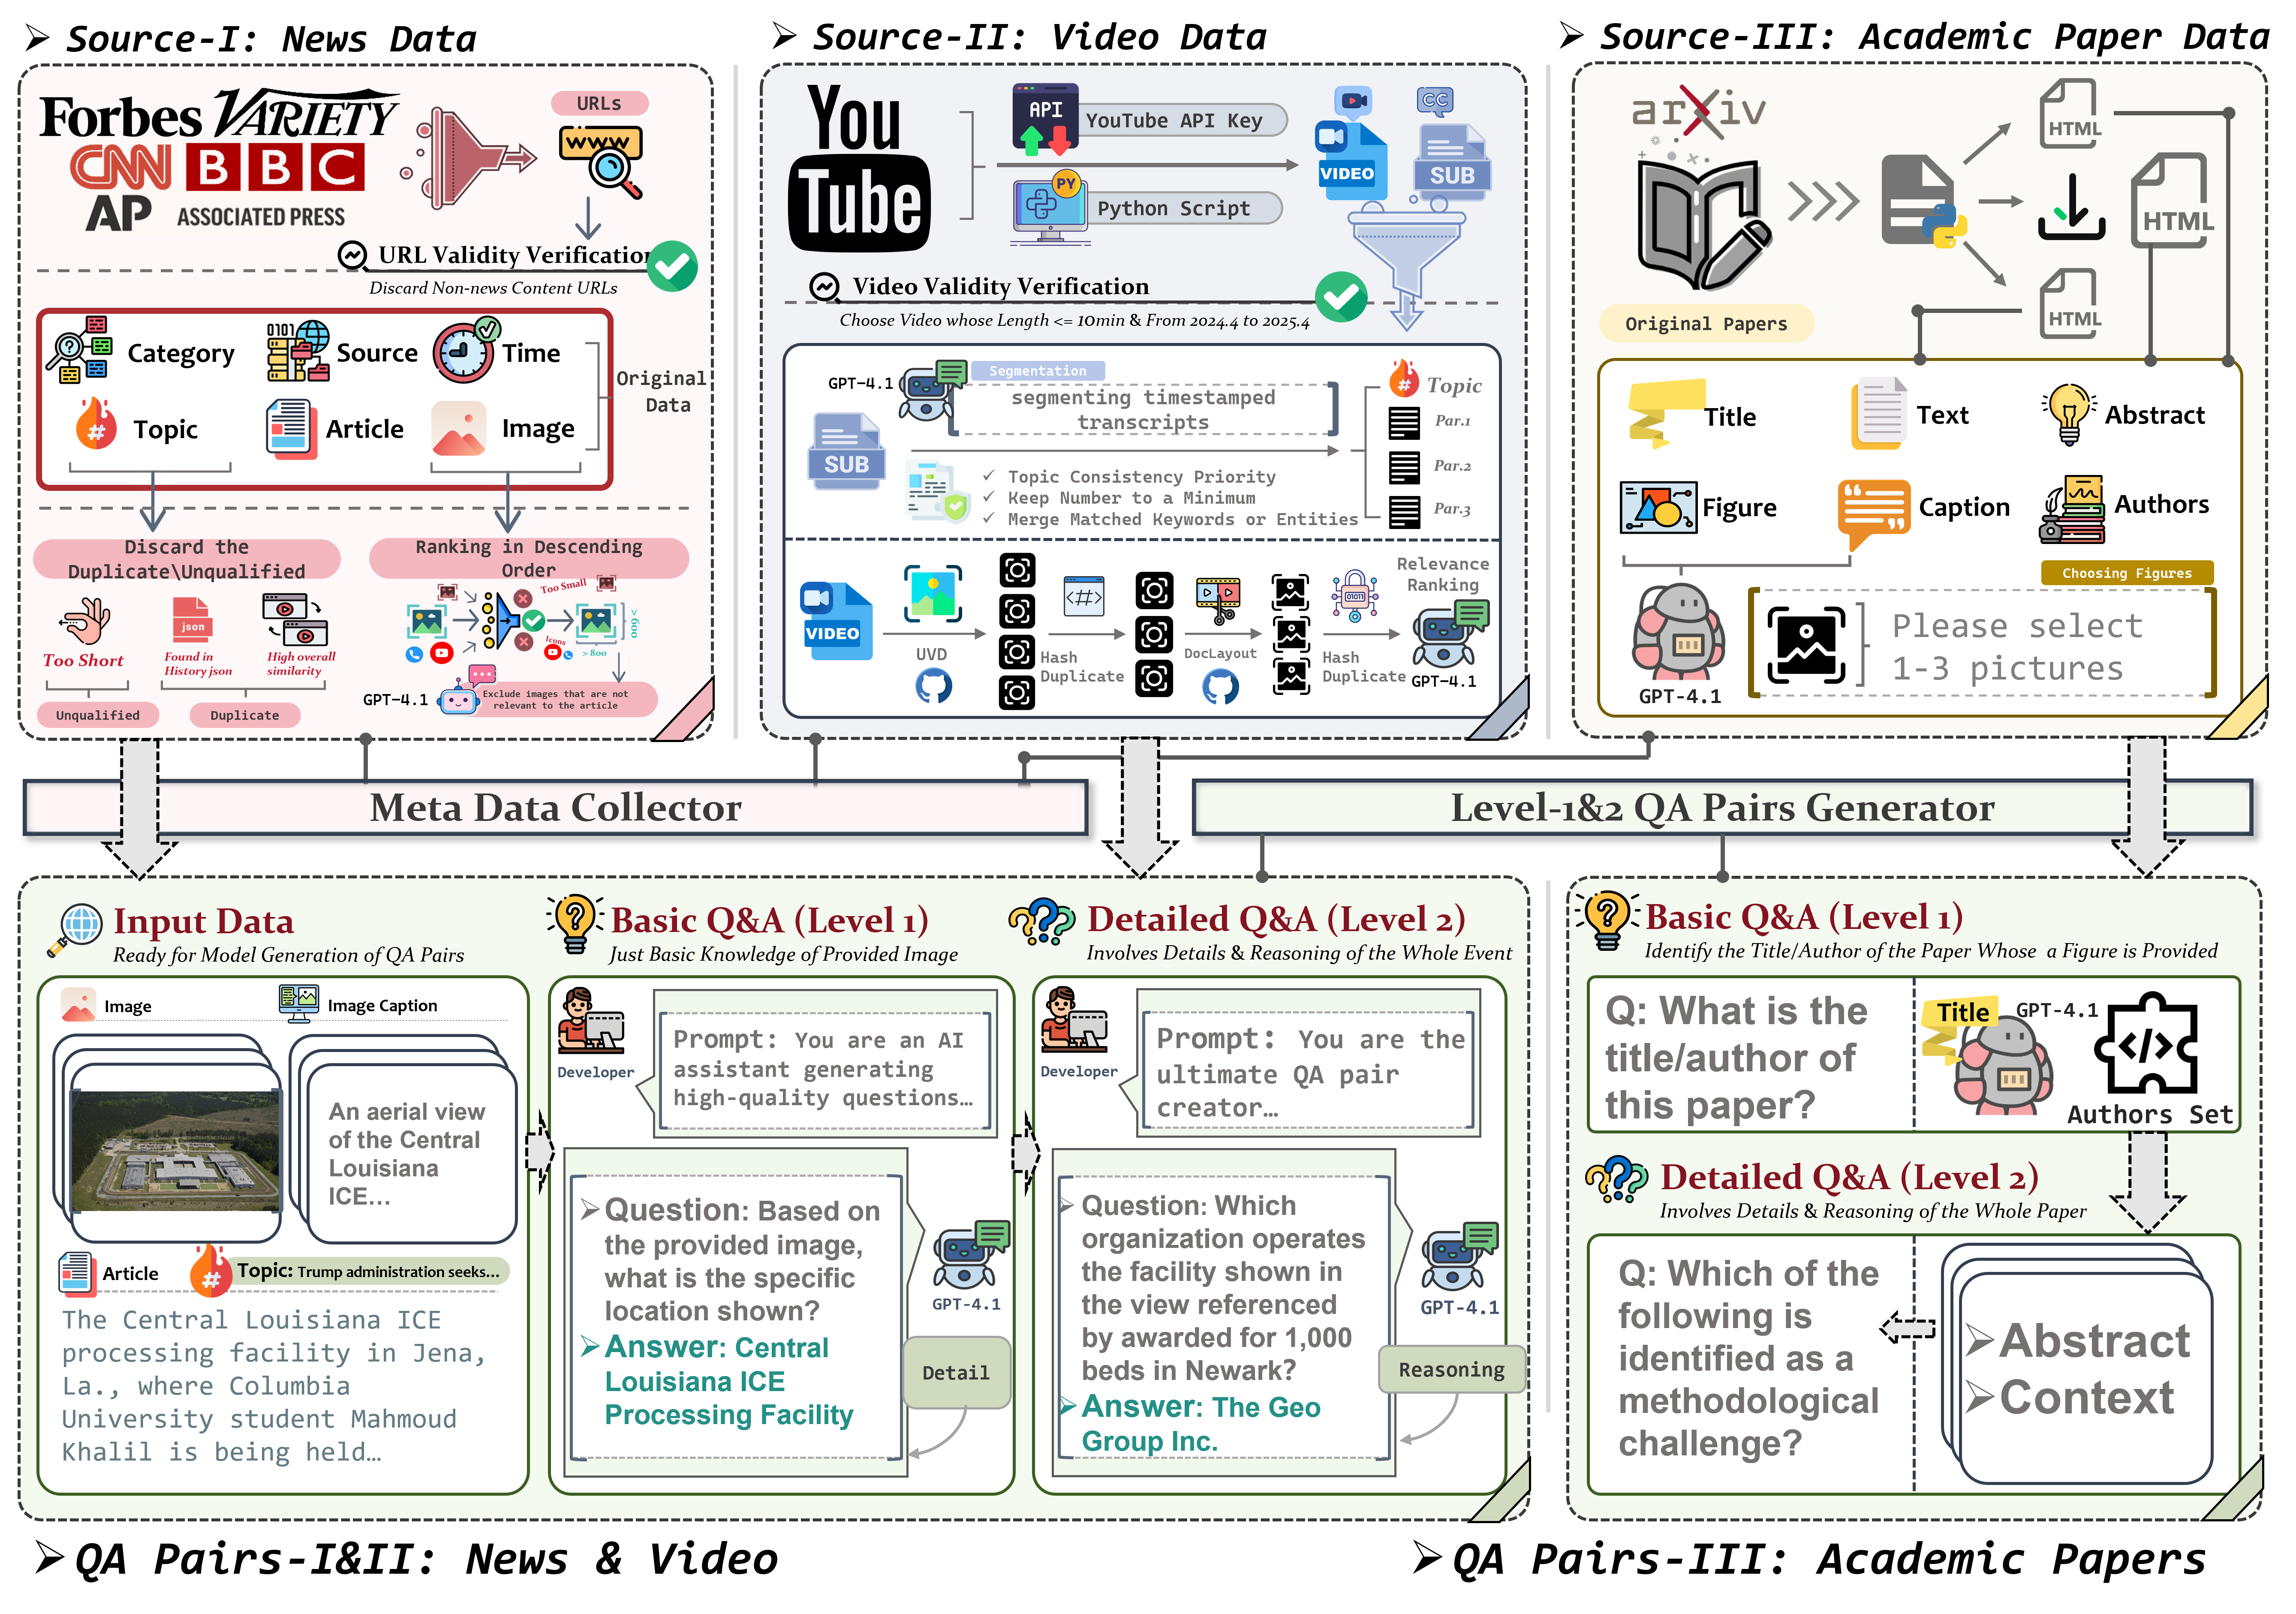 Source-I: News Data
Forbes VARIETY
CNN BBC
AP ASSOCIATED PRESS
URLs
www
URL Validity Verification
Discard Non-news Content URLs
0101
Category
Source
Time
#
Topic
Article
Image
Original
Data
Discard the
Duplicate\Unqualified
Ranking in Descending
Order
Too Small
json
Too Short
Found in
History json
High overall
similarity
Icons
> 800
>600
Unqualified
Duplicate
GPT-4.1
Exclude images that are not
relevant to the article
Source-II: Video Data
You
Tube
API
YouTube API Key
PY
Python Script
CC
VIDEO
SUB
Video Validity Verification
Choose Video whose Length <= 10min & From 2024.4 to 2025.4
GPT-4.1
Segmentation
segmenting timestamped
transcripts
SUB
Topic Consistency Priority
Keep Number to a Minimum
Merge Matched Keywords or Entities
#
Topic
Par.1
Par.2
Par.3
VIDEO
UVD
<#>
Hash
Duplicate
DocLayout
01011
Hash
Duplicate
Relevance
Ranking
GPT-4.1
Source-III: Academic Paper Data
arXiv
HTML
HTML
HTML
Original Papers
Title
Text
Abstract
Figure
Caption
Authors
Choosing Figures
GPT-4.1
Please select
1-3 pictures
Meta Data Collector
Level-1&2 QA Pairs Generator
Input Data
Ready for Model Generation of QA Pairs
Image
Image Caption
An aerial view
of the Central
Louisiana
ICE...
Article
#
Topic: Trump administration seeks...
The Central Louisiana ICE
processing facility in Jena,
La., where Columbia
University student Mahmoud
Khalil is being held…
Basic Q&A (Level 1)
Just Basic Knowledge of Provided Image
Developer
Prompt: You are an AI
assistant generating
high-quality questions…
Question: Based on
the provided image,
what is the specific
location shown?
Answer: Central
Louisiana ICE
Processing Facility
GPT-4.1
Detail
Detailed Q&A (Level 2)
Involves Details & Reasoning of the Whole Event
Developer
Prompt: You are the
ultimate QA pair
creator…
Question: Which
organization operates
the facility shown in
the view referenced
by awarded for 1,000
beds in Newark?
Answer: The Geo
Group Inc.
GPT-4.1
Reasoning
Basic Q&A (Level 1)
Identify the Title/Author of the Paper Whose a Figure is Provided
Q: What is the
title/author of
this paper?
Title
GPT-4.1
</>
Authors Set
Detailed Q&A (Level 2)
Involves Details & Reasoning of the Whole Paper
Q: Which of the
following is
identified as a
methodological
challenge?
Abstract
Context
QA Pairs-I&II: News & Video
QA Pairs-III: Academic Papers